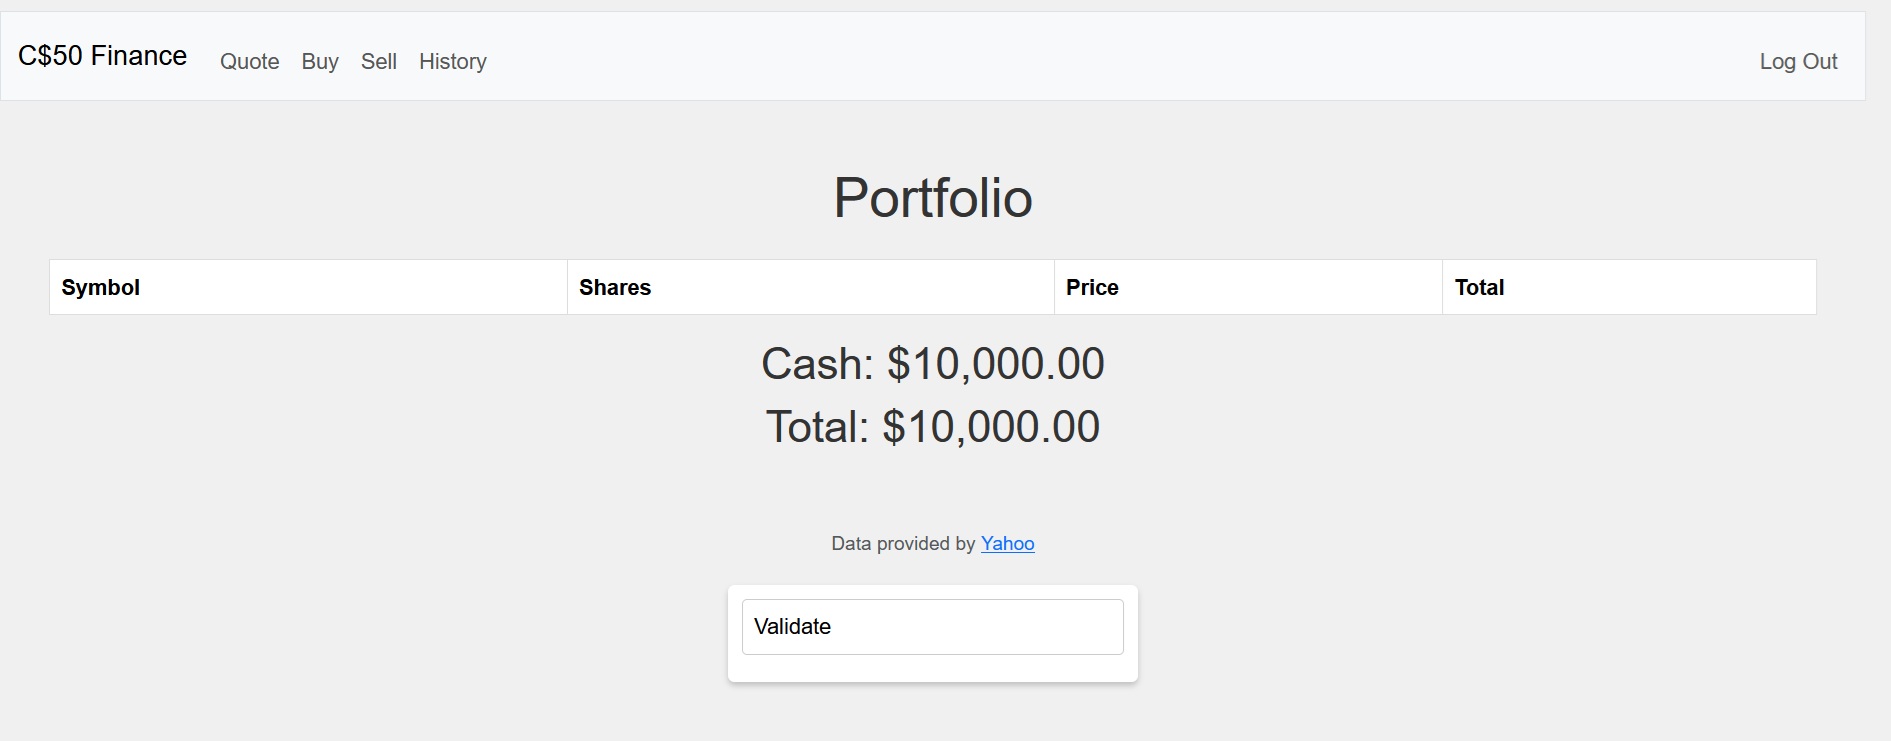 C$50 Finance Quote Buy Sell History Log Out
Portfolio
Symbol Shares Price Total
Cash: $10,000.00
Total: $10,000.00
Data provided by Yahoo
Validate